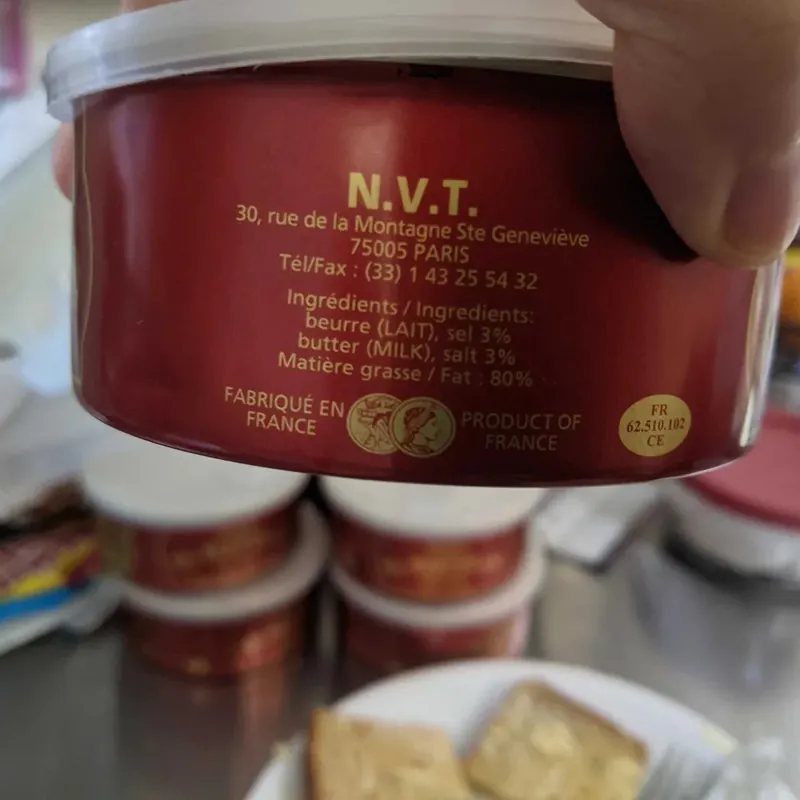 N.V.T.
30, rue de la Montagne Ste Geneviève
75005 PARIS
Tél/Fax : (33) 1 43 25 54 32
Ingrédients / Ingredients:
beurre (LAIT), sel 3%
butter (MILK), salt 3%
Matière grasse / Fat : 80%
FABRIQUÉ EN
FRANCE
PRODUCT OF
FRANCE
FR
62.510.102
CE